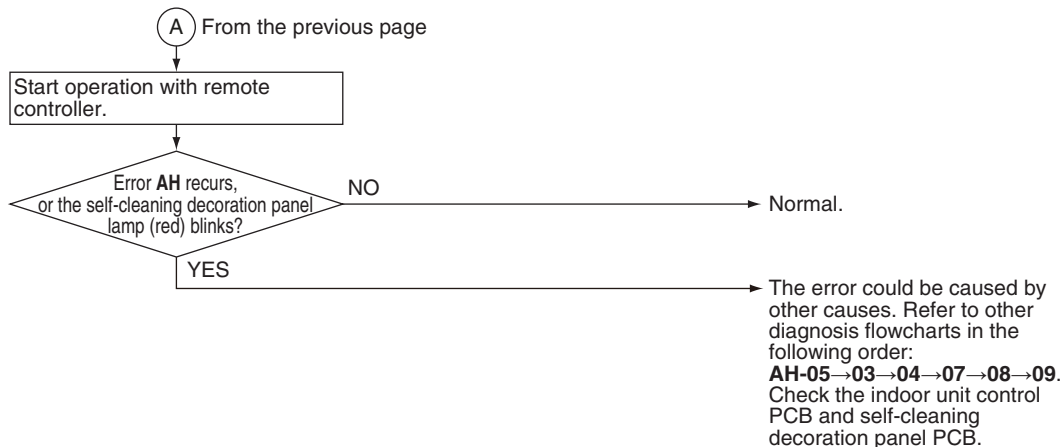 A From the previous page
Start operation with remote
controller.
Error AH recurs,
or the self-cleaning decoration panel
lamp (red) blinks?
NO
Normal.
YES
The error could be caused by
other causes. Refer to other
diagnosis flowcharts in the
following order:
AH-05→03→04→07→08→09.
Check the indoor unit control
PCB and self-cleaning
decoration panel PCB.